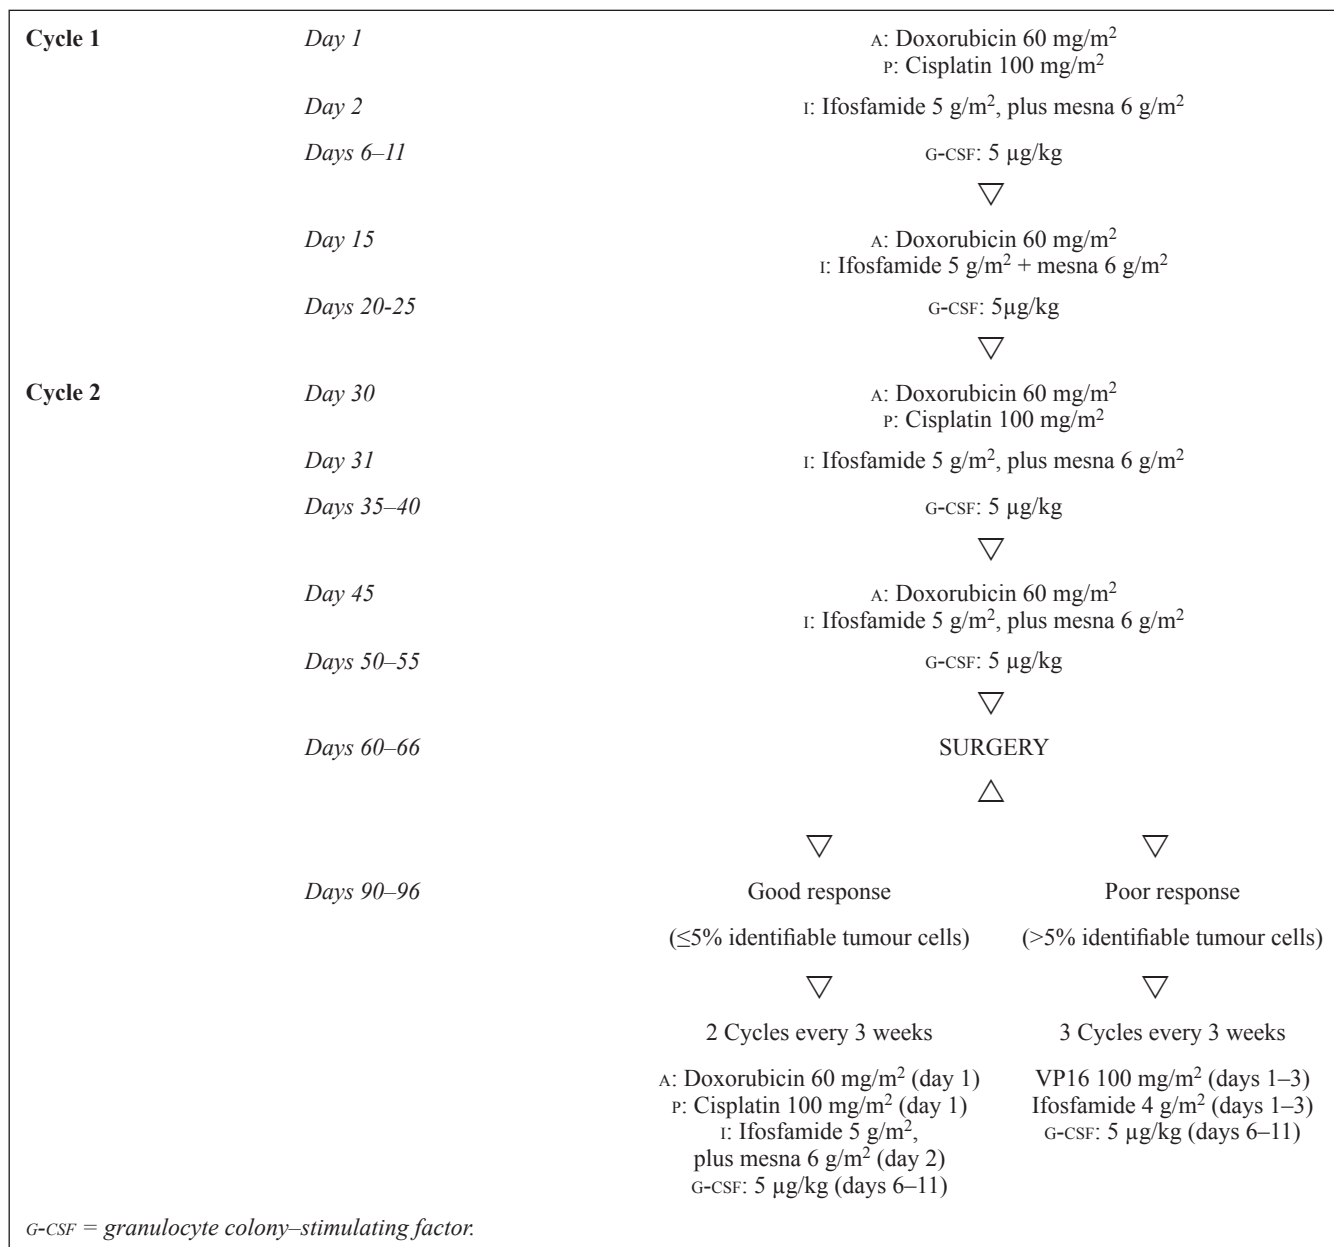 Cycle 1 Day 1 A: Doxorubicin 60 mg/m²
P: Cisplatin 100 mg/m²
Day 2 I: Ifosfamide 5 g/m², plus mesna 6 g/m²
Days 6–11 G-CSF: 5 µg/kg
Day 15 A: Doxorubicin 60 mg/m²
I: Ifosfamide 5 g/m² + mesna 6 g/m²
Days 20-25 G-CSF: 5µg/kg
Cycle 2 Day 30 A: Doxorubicin 60 mg/m²
P: Cisplatin 100 mg/m²
Day 31 I: Ifosfamide 5 g/m², plus mesna 6 g/m²
Days 35–40 G-CSF: 5 µg/kg
Day 45 A: Doxorubicin 60 mg/m²
I: Ifosfamide 5 g/m², plus mesna 6 g/m²
Days 50–55 G-CSF: 5 µg/kg
Days 60–66 SURGERY
Days 90–96 Good response Poor response
(≤5% identifiable tumour cells) (>5% identifiable tumour cells)
2 Cycles every 3 weeks 3 Cycles every 3 weeks
A: Doxorubicin 60 mg/m² (day 1) VP16 100 mg/m² (days 1–3)
P: Cisplatin 100 mg/m² (day 1) Ifosfamide 4 g/m² (days 1–3)
I: Ifosfamide 5 g/m², G-CSF: 5 µg/kg (days 6–11)
plus mesna 6 g/m² (day 2)
G-CSF: 5 µg/kg (days 6–11)
G-CSF = granulocyte colony–stimulating factor.